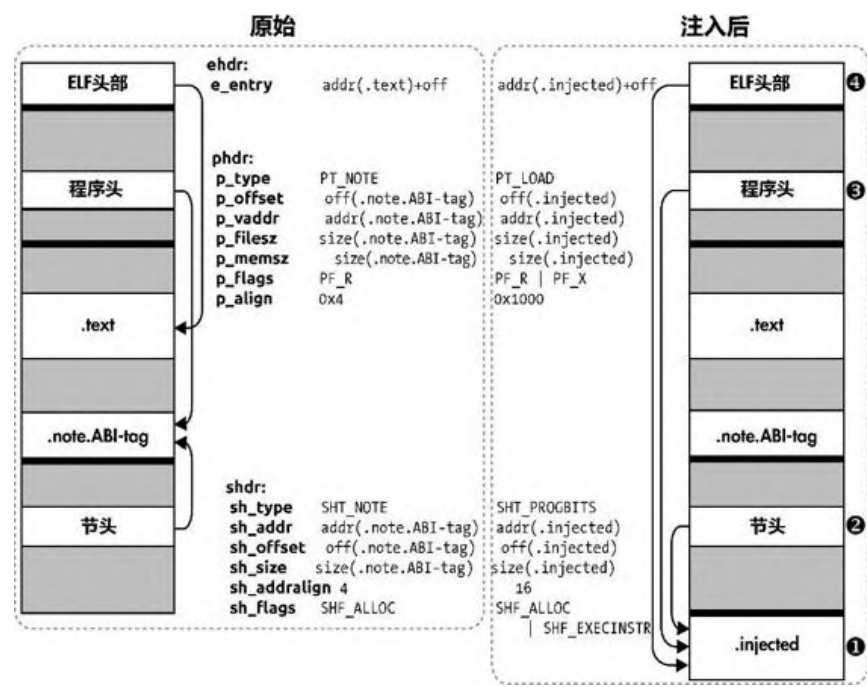 原始
注入后
ELF头部
ehdr:
e_entry addr(.text)+off addr(.injected)+off
ELF头部
❹
phdr:
程序头
p_type PT_NOTE PT_LOAD
程序头
❸
p_offset off(.note.ABI-tag) off(.injected)
p_vaddr addr(.note.ABI-tag) addr(.injected)
p_filesz size(.note.ABI-tag) size(.injected)
p_memsz size(.note.ABI-tag) size(.injected)
p_flags PF_R PF_R | PF_X
p_align 0x4 0x1000
.text
.text
.note.ABI-tag
.note.ABI-tag
shdr:
sh_type SHT_NOTE SHT_PROGBITS
节头
sh_addr addr(.note.ABI-tag) addr(.injected)
节头
❷
sh_offset off(.note.ABI-tag) off(.injected)
sh_size size(.note.ABI-tag) size(.injected)
sh_addralign 4 16
sh_flags SHF_ALLOC SHF_ALLOC
| SHF_EXECINSTR
.injected
❶